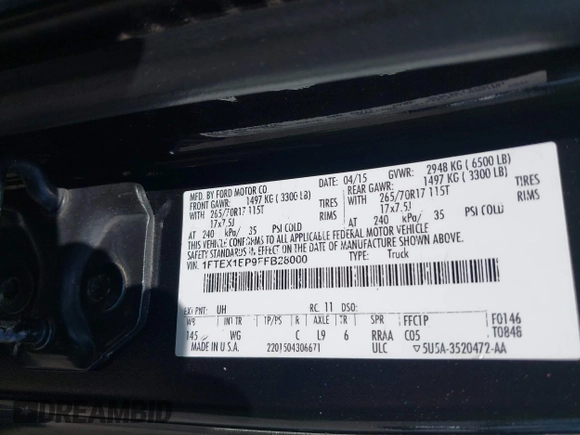 MFD. BY FORD MOTOR CO.
04/15 GVWR: 2948 KG ( 6500 LB)
FRONT GAWR: 1497 KG ( 3300 LB) REAR GAWR: 1497 KG ( 3300 LB)
WITH 265/70R17 115T TIRES WITH 265/70R17 115T TIRES
17x7.5J RIMS 17x7.5J RIMS
AT 240 kPa/ 35 PSI COLD AT 240 kPa/ 35 PSI COLD
THIS VEHICLE CONFORMS TO ALL APPLICABLE FEDERAL MOTOR VEHICLE
SAFETY STANDARDS IN EFFECT ON THE DATE OF MANUFACTURE SHOWN ABOVE.
VIN: 1FTEX1EP9FFB28000
TYPE: Truck
EXT PNT: UH RC: 11 DSO:
WB INT TR TP/PS R AXLE TR SPR FFC1P F0146
145 WG C L9 6 RRAA C05 T0846
MADE IN U.S.A. 2201504306671 ULC 5U5A-3520472-AA
DREAMBID